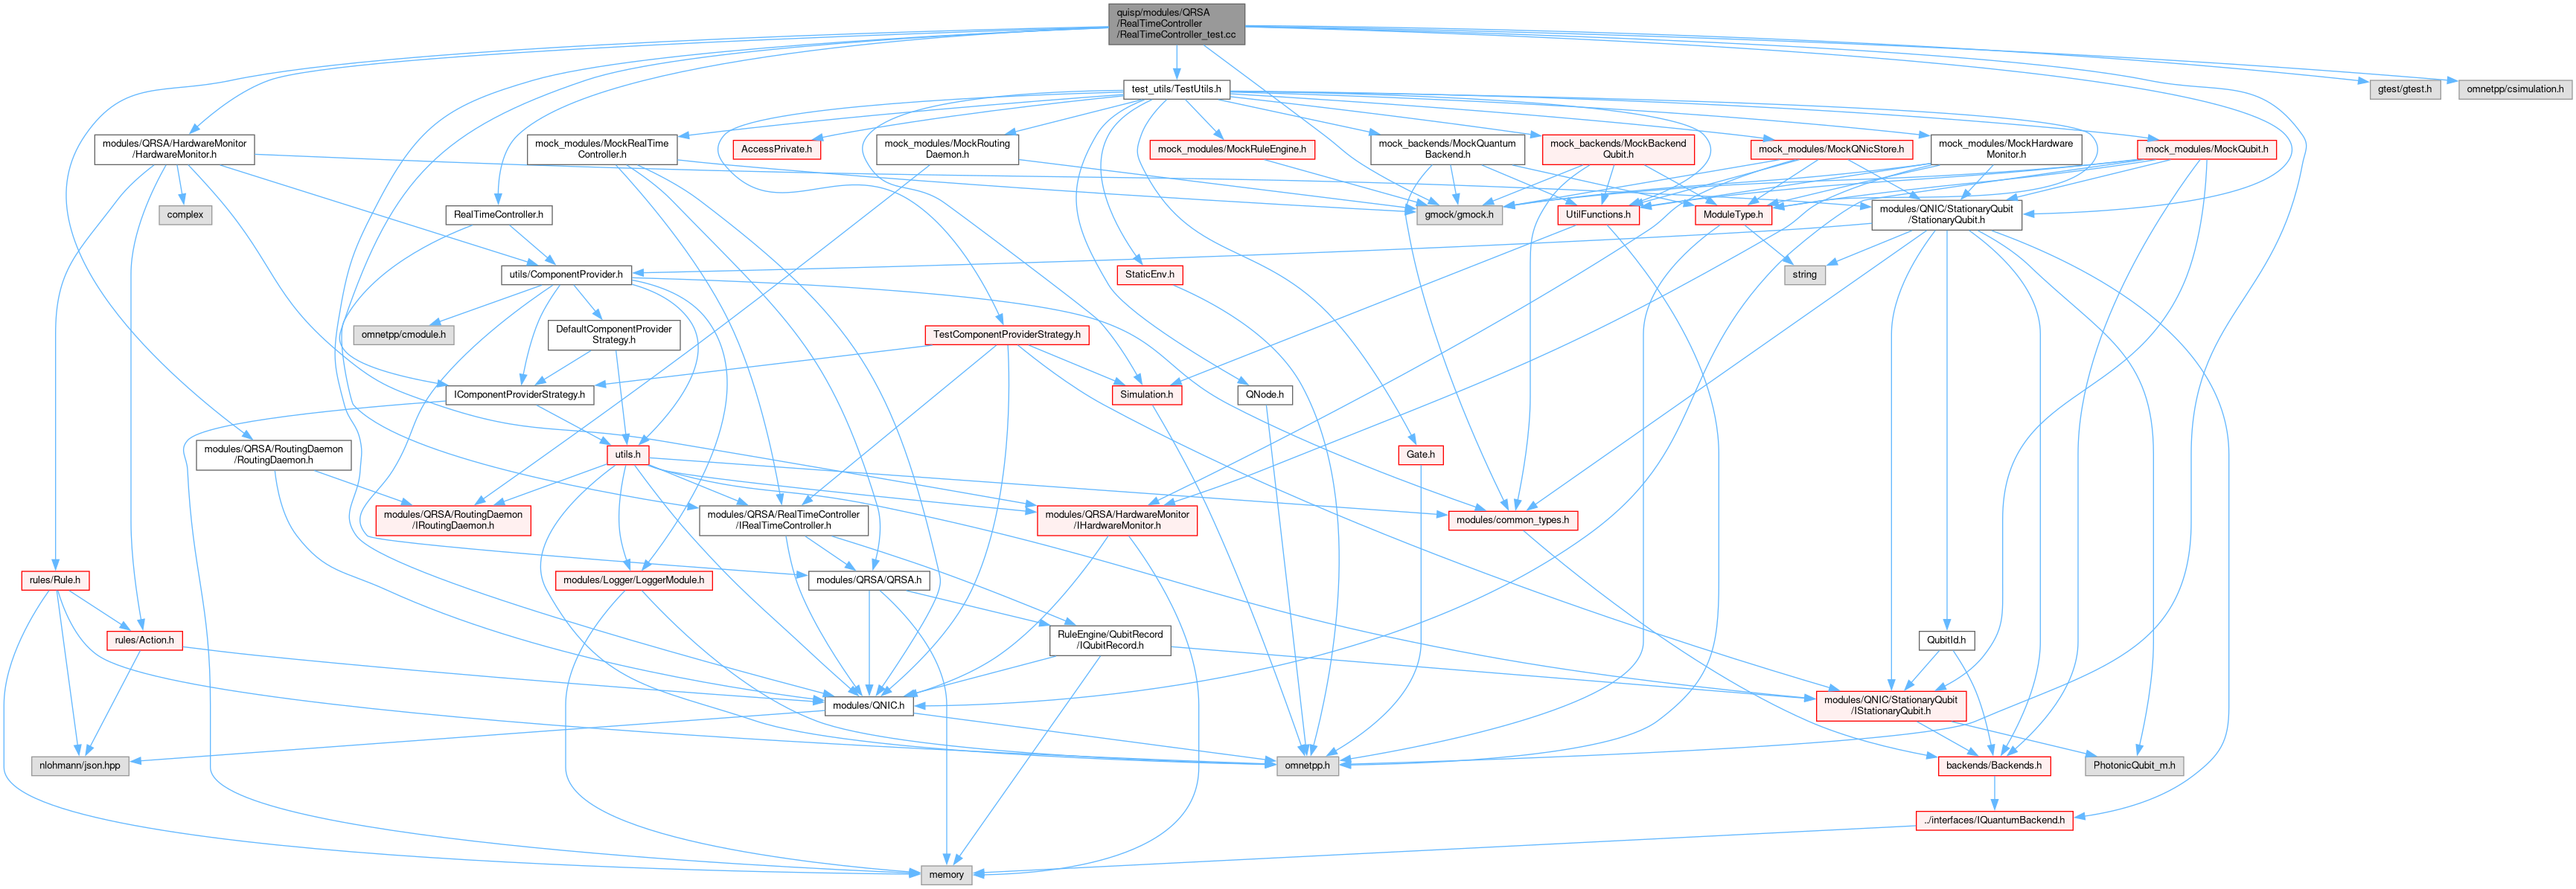 quisp/modules/QRSA
/RealTimeController
/RealTimeController_test.cc
test_utils/TestUtils.h
gtest/gtest.h
omnetpp/csimulation.h
modules/QRSA/HardwareMonitor
/HardwareMonitor.h
mock_modules/MockRealTime
Controller.h
AccessPrivate.h
mock_modules/MockRouting
Daemon.h
mock_modules/MockRuleEngine.h
mock_backends/MockQuantum
Backend.h
mock_backends/MockBackend
Qubit.h
mock_modules/MockQNicStore.h
mock_modules/MockHardware
Monitor.h
mock_modules/MockQubit.h
complex
RealTimeController.h
gmock/gmock.h
UtilFunctions.h
ModuleType.h
modules/QNIC/StationaryQubit
/StationaryQubit.h
utils/ComponentProvider.h
StaticEnv.h
string
omnetpp/cmodule.h
DefaultComponentProvider
Strategy.h
TestComponentProviderStrategy.h
IComponentProviderStrategy.h
Simulation.h
QNode.h
modules/QRSA/RoutingDaemon
/RoutingDaemon.h
utils.h
Gate.h
modules/QRSA/RoutingDaemon
/IRoutingDaemon.h
modules/QRSA/RealTimeController
/IRealTimeController.h
modules/QRSA/HardwareMonitor
/IHardwareMonitor.h
modules/common_types.h
rules/Rule.h
modules/Logger/LoggerModule.h
modules/QRSA/QRSA.h
rules/Action.h
RuleEngine/QubitRecord
/IQubitRecord.h
QubitId.h
modules/QNIC.h
modules/QNIC/StationaryQubit
/IStationaryQubit.h
nlohmann/json.hpp
omnetpp.h
backends/Backends.h
PhotonicQubit_m.h
../interfaces/IQuantumBackend.h
memory